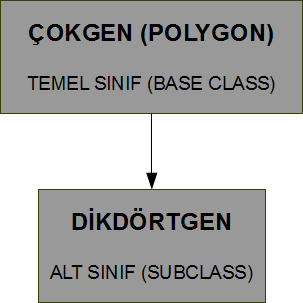 ÇOKGEN (POLYGON)
TEMEL SINIF (BASE CLASS)
DİKDÖRTGEN
ALT SINIF (SUBCLASS)